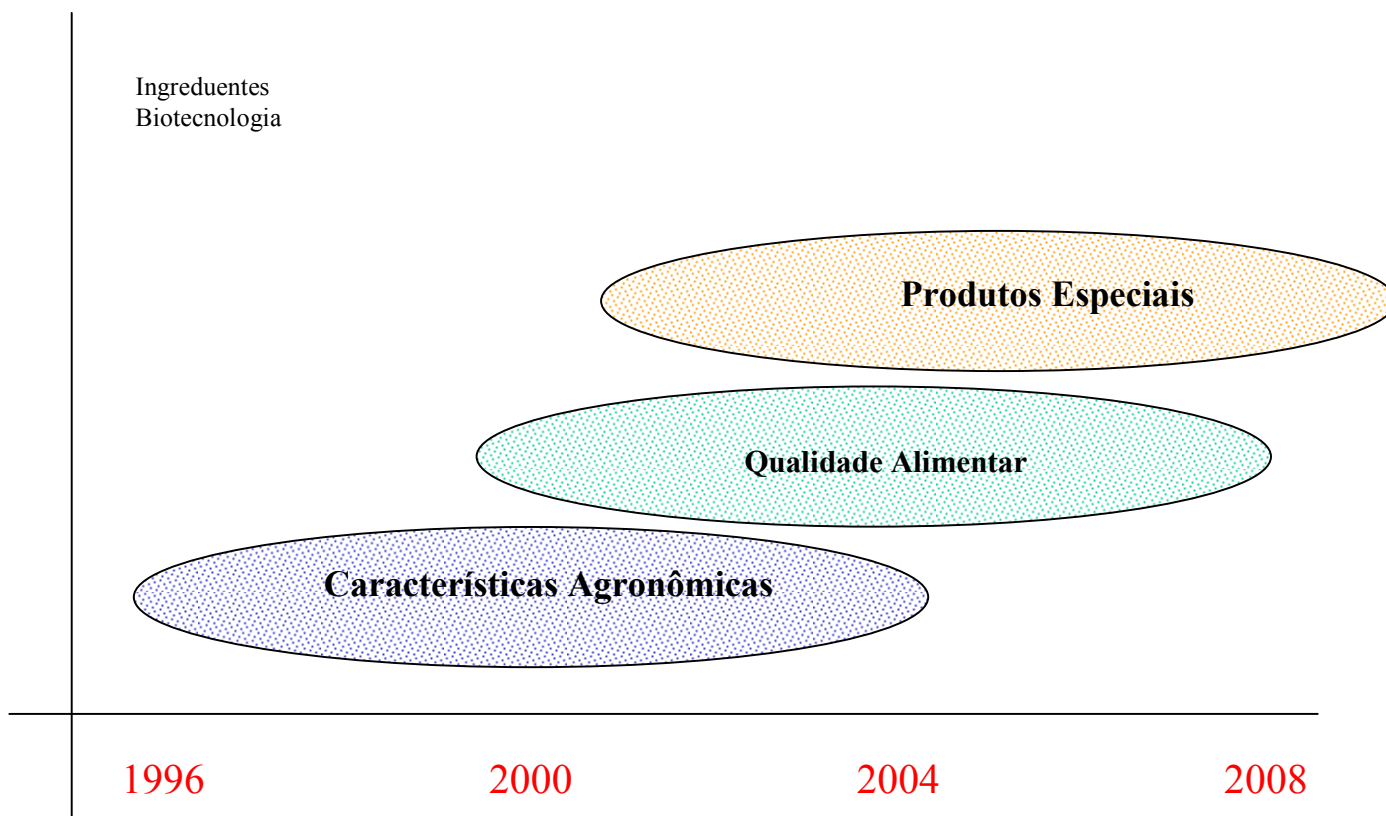 Ingreduentes
Biotecnologia
Produtos Especiais
Qualidade Alimentar
Características Agronômicas
1996 2000 2004 2008